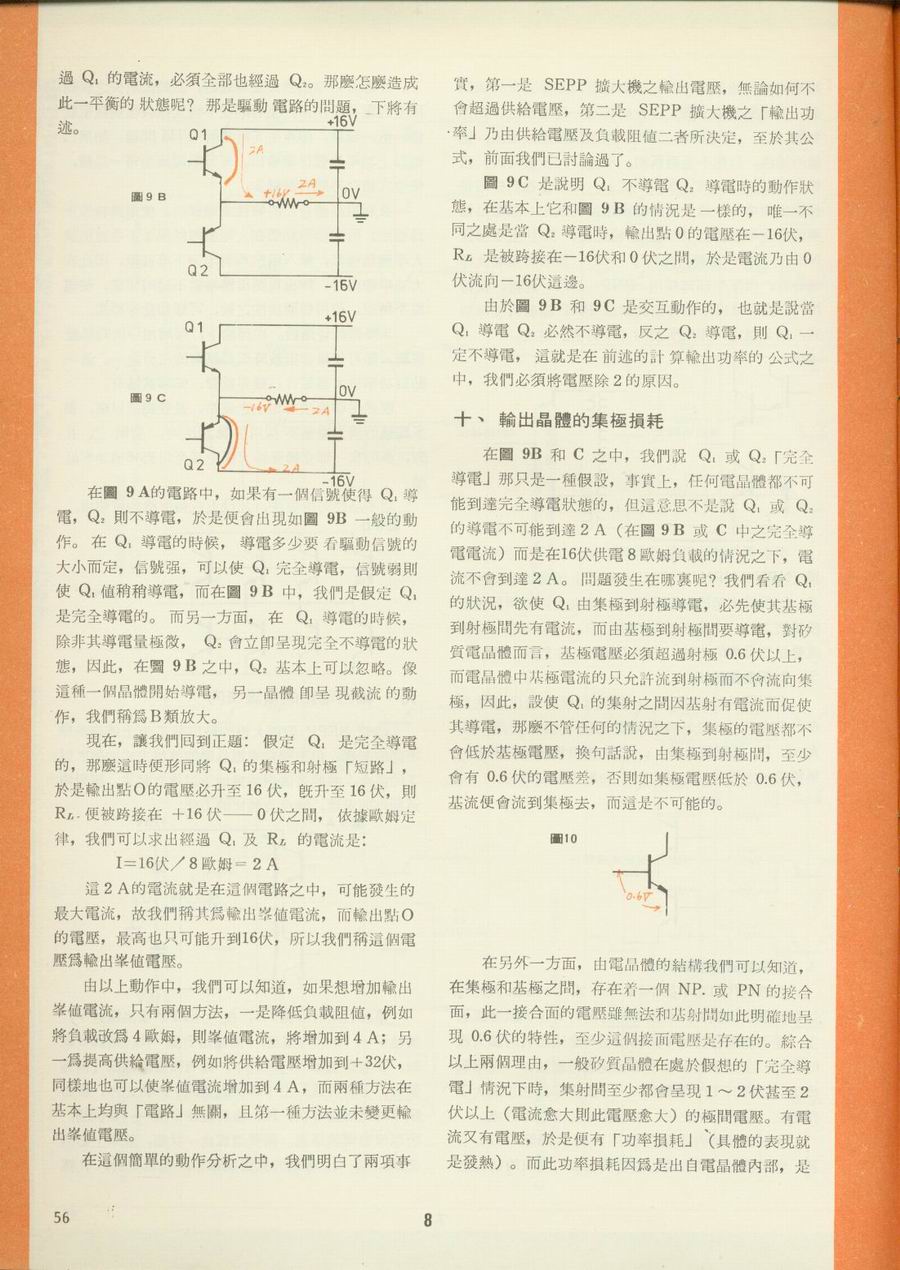 過 Q₁ 的電流，必須全部也經過 Q₂。那麽怎麽造成
此一平衡的 狀態呢？ 那是驅動 電路的問題，下將有
述。
+16V
Q1
2A
+16V
2A
0V
圖9 B
Q2
-16V
+16V
Q1
0V
圖9 C
-16V
2A
Q2
2A
-16V
在圖 9 A的電路中，如果有一個信號使得 Q₁ 導
電，Q₂ 則不導電，於是便會出現如圖 9B 一般的動
作。 在 Q₁ 導電的時候， 導電多少要 看驅動信號的
大小而定，信號强，可以使 Q₁ 完全導電，信號弱則
使 Q₁ 値稍稍導電，而在圖 9 B 中，我們是假定 Q₁
是完全導電的。 而另一方面， 在 Q₁ 導電的時候，
除非其導電量極微， Q₂ 會立卽呈現完全不導電的狀
態，因此，在圖 9 B 之中，Q₂ 基本上可以忽略。像
這種一個晶體開始導電， 另一晶體 卽呈 現截流 的動
作，我們稱爲B類放大。
現在，讓我們囘到正題： 假定 Q₁ 是完全導電
的，那麽這時便形同將 Q₁ 的集極和射極「短路」，
於是輸出點O的電壓必升至 16 伏，旣升至 16 伏，則
R_L 便被跨接在 +16 伏—— 0 伏之間， 依據歐姆定
律，我們可以求出經過 Q₁ 及 R_L 的電流是：
I＝16伏／8 歐姆＝ 2 A
這 2 A的電流就是在這個電路之中，可能發生的
最大電流，故我們稱其爲輸出峯値電流，而輸出點O
的電壓，最高也只可能升到16伏，所以我們稱這個電
壓爲輸出峯値電壓。
由以上動作中，我們可以知道，如果想增加輸出
峯値電流，只有兩個方法，一是降低負載阻値，例如
將負載改爲 4 歐姆，則峯値電流，將增加到 4 A；另
一爲提高供給電壓，例如將供給電壓增加到＋32伏，
同樣地也可以使峯値電流增加到 4 A，而兩種方法在
基本上均與「電路」無關，且第一種方法並未變更輸
出峯値電壓。
在這個簡單的動作分析之中，我們明白了兩項事
實，第一是 SEPP 擴大機之輸出電壓，無論如何不
會超過供給電壓，第二是 SEPP 擴大機之「輸出功
率」乃由供給電壓及負載阻値二者所決定，至於其公
式，前面我們已討論過了。
圖 9C 是說明 Q₁ 不導電 Q₂ 導電時的動作狀
態，在基本上它和圖 9 B 的情況是 一樣的， 唯一不
同之處是當 Q₂ 導電時，輸出點 0 的電壓在－16伏，
R_L 是被跨接在－16伏和 0 伏之間，於是電流乃由 0
伏流向－16伏這邊。
由於圖 9 B 和 9C 是交互動作的， 也就是說當
Q₁ 導電 Q₂ 必然不導電，反之 Q₂ 導電，則 Q₁ 一
定不導電， 這就是在 前述的計 算輸出功率的 公式之
中，我們必須將電壓除 2 的原因。
十、 輸出晶體的集極損耗
在圖 9B 和 C 之中，我們說 Q₁ 或 Q₂「完全
導電」那只是一種假設，事實上，任何電晶體都不可
能到達完全導電狀態的，但這意思不是說 Q₁ 或 Q₂
的導電不可能到達 2 A（在圖 9 B 或 C 中之完全導
電電流）而是在16伏供電 8 歐姆負載的情況之下，電
流不會到達 2 A。 問題發生在哪裏呢？我們看看 Q₁
的狀況，欲使 Q₁ 由集極到射極導電，必先使其基極
到射極間先有電流，而由基極到射極間要導電，對矽
質電晶體而言，基極電壓必須超過射極 0.6 伏以上，
而電晶體中基極電流的只允許流到射極而不會流向集
極，因此，設使 Q₁ 的集射之間因基射有電流而促使
其導電，那麽不管任何的情況之下，集極的電壓都不
會低於基極電壓，換句話說，由集極到射極間，至少
會有 0.6 伏的電壓差，否則如集極電壓低於 0.6 伏，
基流便會流到集極去，而這是不可能的。
圖10
0.6V
在另外一方面，由電晶體的結構我們可以知道，
在集極和基極之間，存在着一個 NP. 或 PN 的接合
面，此一接合面的電壓雖無法和基射間如此明確地呈
現 0.6 伏的特性，至少這個接面電壓是存在的。綜合
以上兩個理由，一般矽質晶體在處於假想的「完全導
電」情況下時，集射間至少都會呈現 1 ～ 2 伏甚至 2
伏以上（電流愈大則此電壓愈大）的極間電壓。有電
流又有電壓，於是便有「功率損耗」（具體的表現就
是發熱）。而此功率損耗因爲是出自電晶體內部，是
56
8